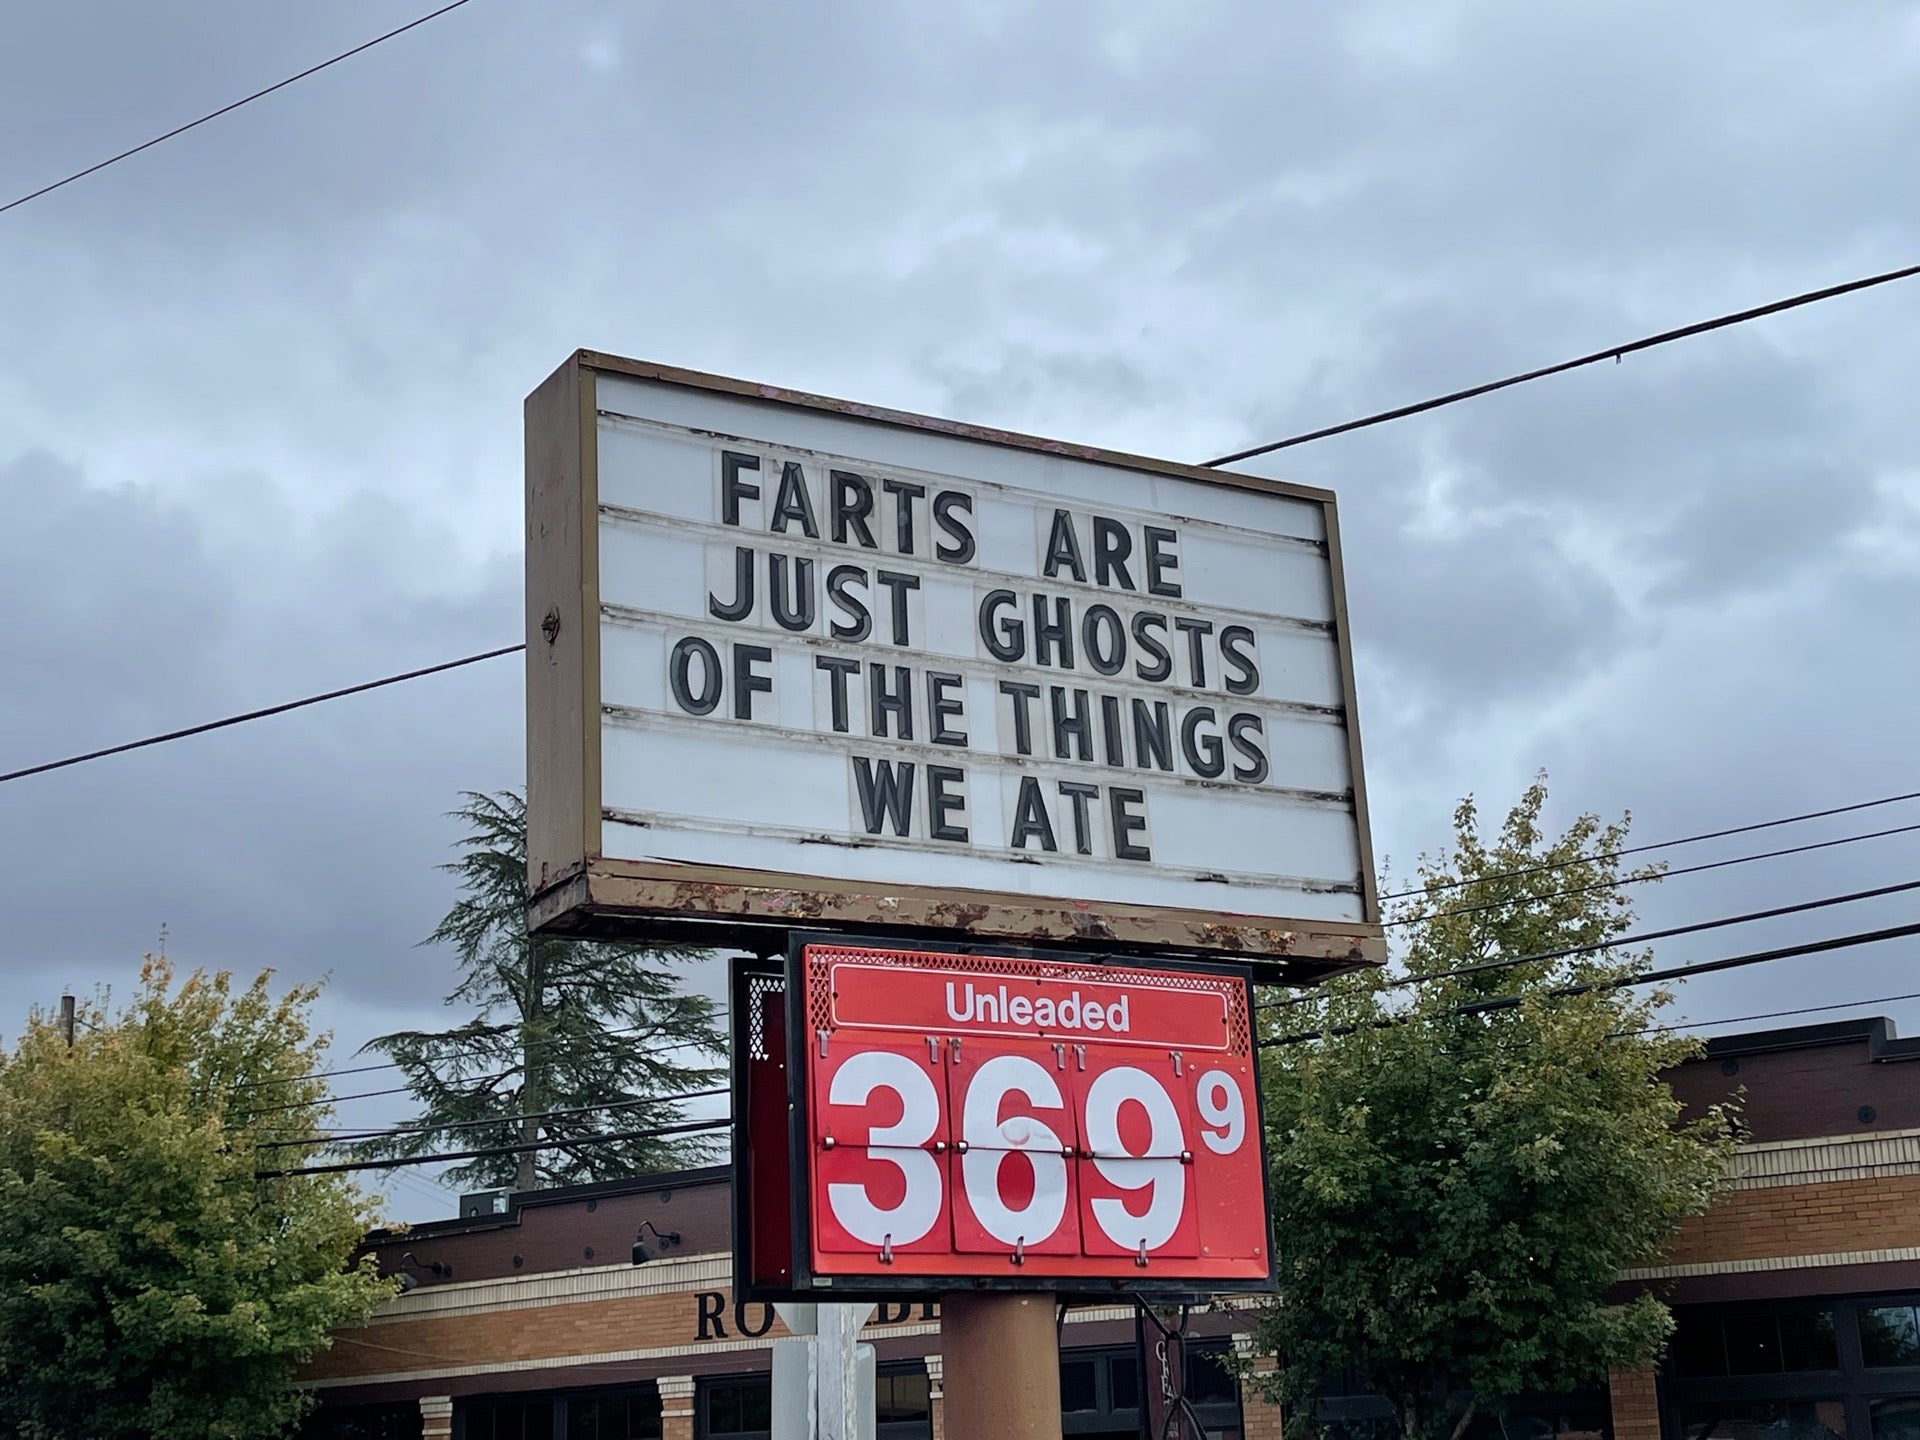 FARTS ARE
JUST GHOSTS
OF THE THINGS
WE ATE
Unleaded
369 9